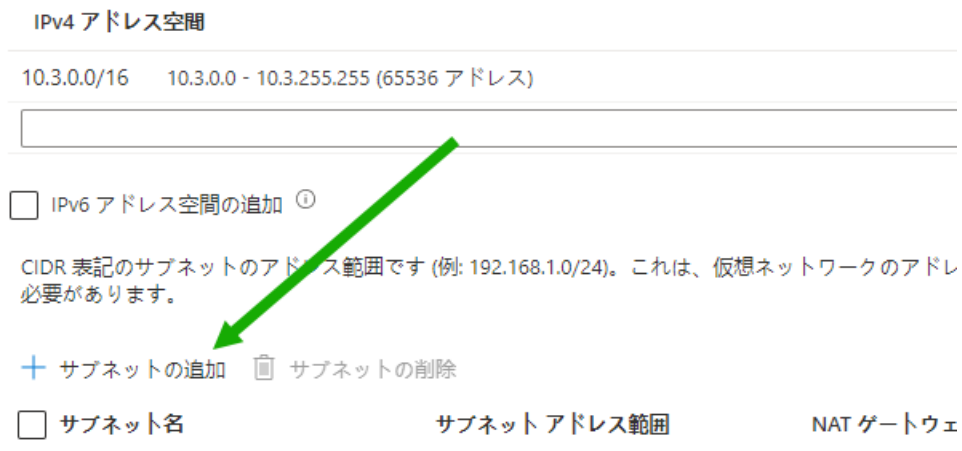 IPv4 アドレス空間
10.3.0.0/16 10.3.0.0 - 10.3.255.255 (65536 アドレス)
IPv6 アドレス空間の追加
CIDR 表記のサブネットのアドレス範囲です (例: 192.168.1.0/24)。これは、仮想ネットワークのアドレ
必要があります。
サブネットの追加 サブネットの削除
サブネット名 サブネット アドレス範囲 NAT ゲートウェ